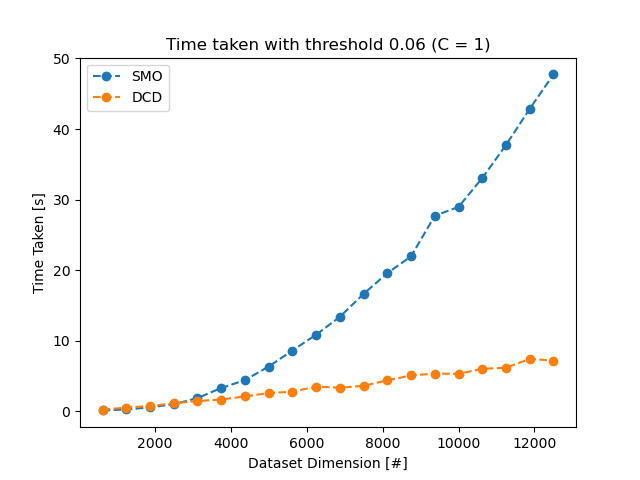 Time taken with threshold 0.06 (C = 1)
SMO
DCD
50
40
30
20
10
0
Time Taken [s]
2000
4000
6000
8000
10000
12000
Dataset Dimension [#]